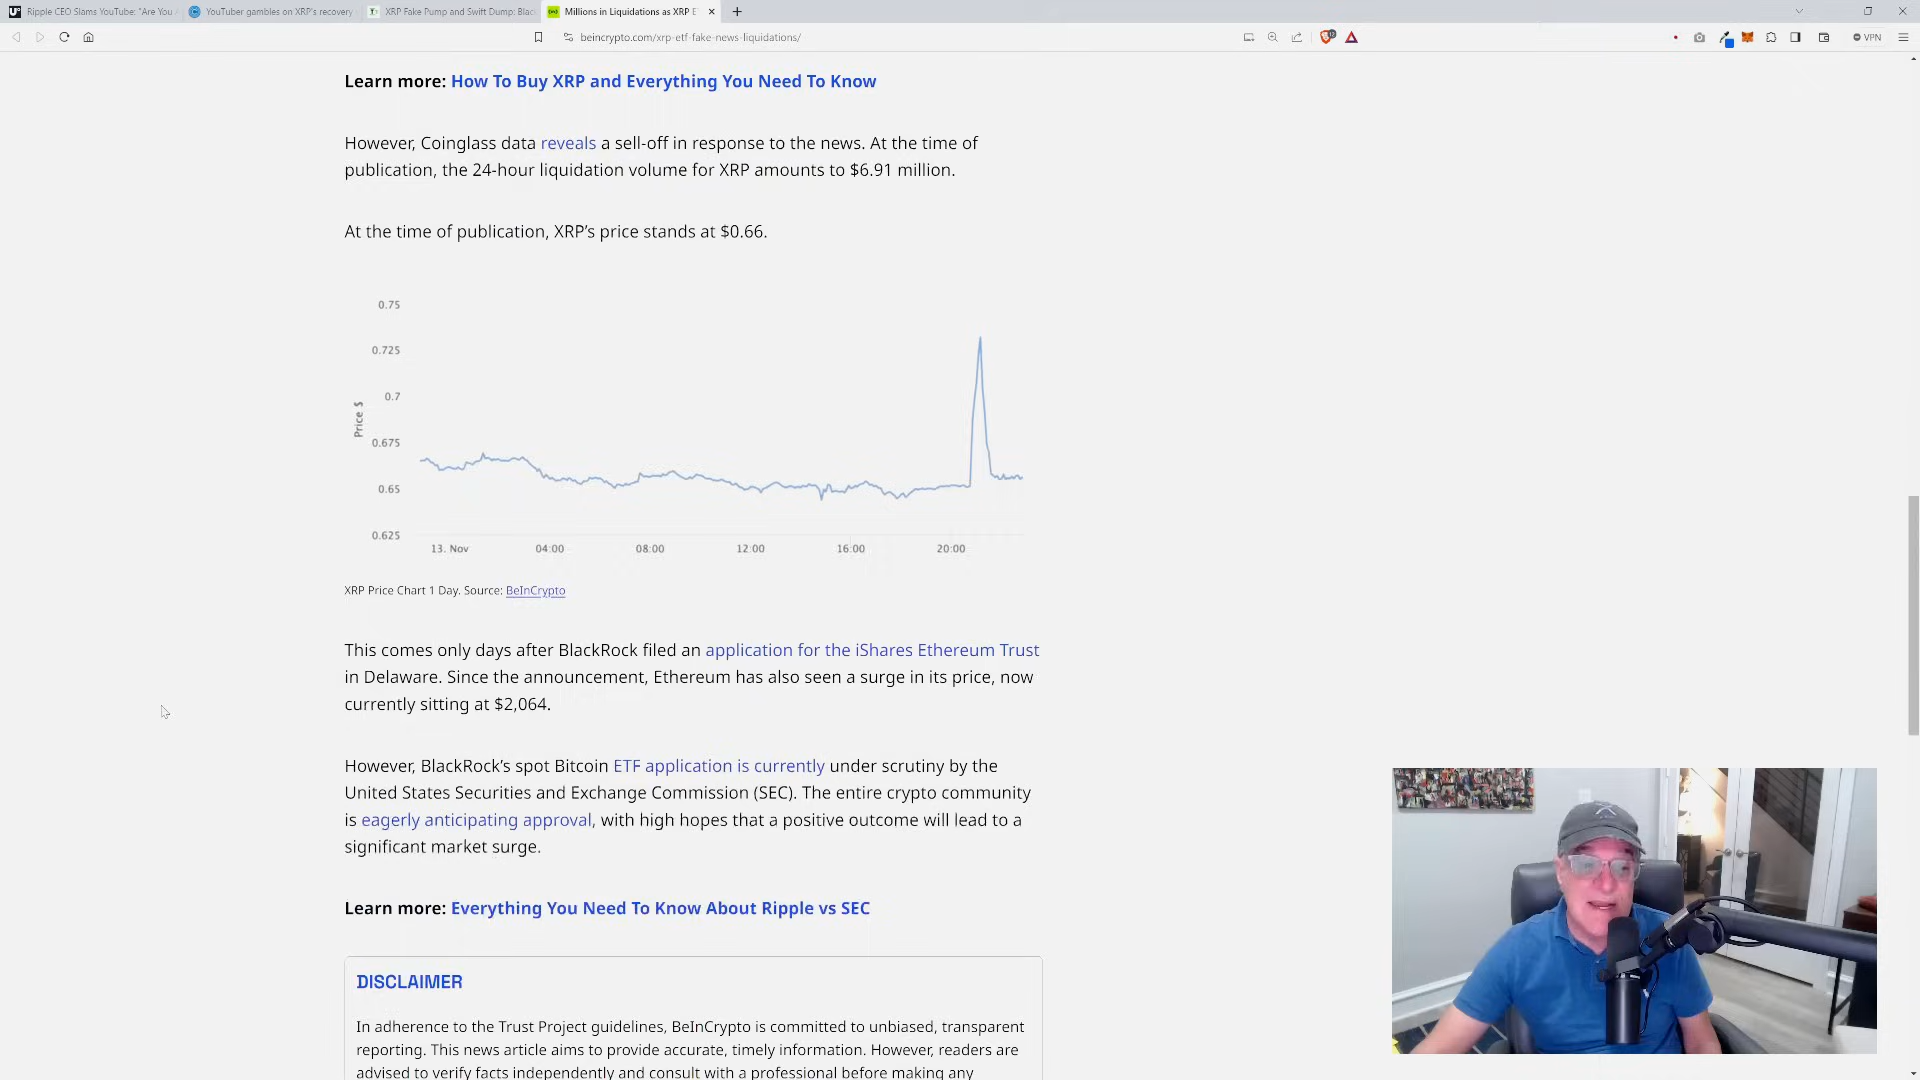 Ripple CEO Slams YouTube: "Are You
YouTuber gambles on XRP's recovery
XRP Fake Pump and Swift Dump: Blac
Millions in Liquidations as XRP E
beincrypto.com/xrp-etf-fake-news-liquidations/
VPN
Learn more: How To Buy XRP and Everything You Need To Know
However, Coinglass data reveals a sell-off in response to the news. At the time of
publication, the 24-hour liquidation volume for XRP amounts to $6.91 million.
At the time of publication, XRP’s price stands at $0.66.
0.75
0.725
0.7
0.675
0.65
0.625
Price $
13. Nov
04:00
08:00
12:00
16:00
20:00
XRP Price Chart 1 Day. Source: BeInCrypto
This comes only days after BlackRock filed an application for the iShares Ethereum Trust
in Delaware. Since the announcement, Ethereum has also seen a surge in its price, now
currently sitting at $2,064.
However, BlackRock’s spot Bitcoin ETF application is currently under scrutiny by the
United States Securities and Exchange Commission (SEC). The entire crypto community
is eagerly anticipating approval, with high hopes that a positive outcome will lead to a
significant market surge.
Learn more: Everything You Need To Know About Ripple vs SEC
DISCLAIMER
In adherence to the Trust Project guidelines, BeInCrypto is committed to unbiased, transparent
reporting. This news article aims to provide accurate, timely information. However, readers are
advised to verify facts independently and consult with a professional before making any